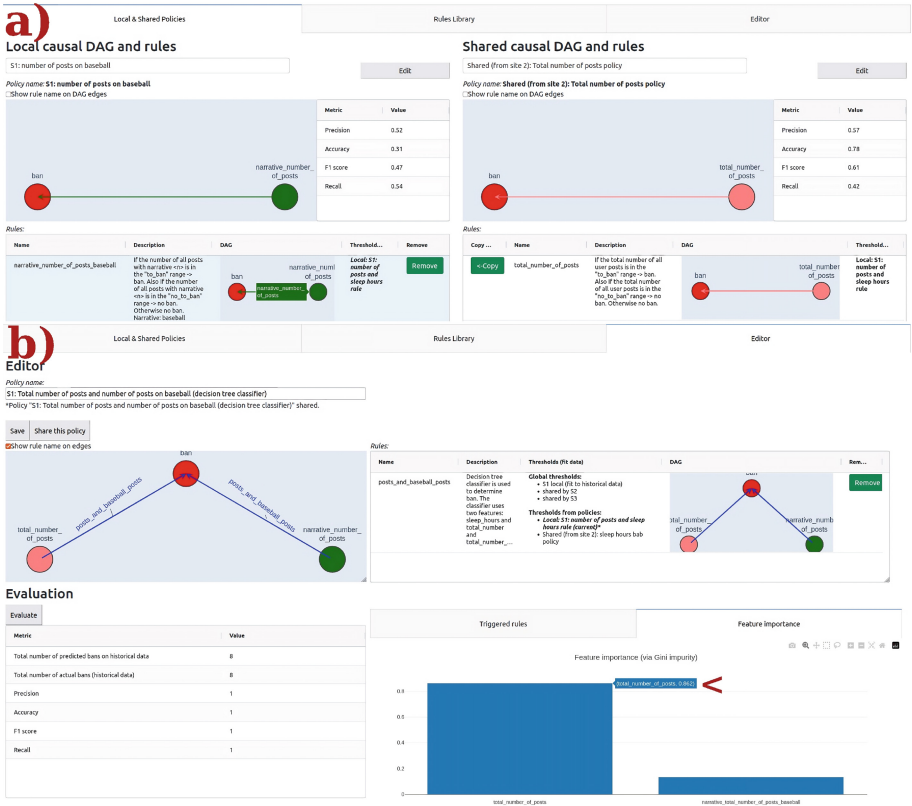 a)
Local & Shared Policies
Rules Library
Editor
Local causal DAG and rules
S1: number of posts on baseball
Edit
Policy name: S1: number of posts on baseball
Show rule name on DAG edges
ban
narrative_number_
of_posts
Metric Value
Precision 0.52
Accuracy 0.31
F1 score 0.47
Recall 0.54
Rules:
Name Description DAG Threshold... Remove
narrative_number_of_posts_baseball
If the number of all posts
with narrative <n> is in
the "to_ban" range ->
ban. Also if the number
of all posts with narrative
<n> is in the "no_to_ban"
range -> no ban.
Otherwise no ban.
Narrative: baseball
ban
narrative_numl
of_posts
narrative_number_
of_posts
Local: S1:
number of
posts and
sleep hours
rule
Remove
Shared causal DAG and rules
Shared (from site 2): Total number of posts policy
Edit
Policy name: Shared (from site 2): Total number of posts policy
Show rule name on DAG edges
ban
total_number_
of_posts
Metric Value
Precision 0.57
Accuracy 0.78
F1 score 0.61
Recall 0.42
Rules:
Copy ... Name Description DAG Threshold...
<-Copy
total_number_of_posts
If the total number of all
user posts is in the
"to_ban" range -> ban.
Also if the total number
of all user posts is in the
"no_to_ban" range -> no
ban. Otherwise no ban.
ban
total_number
of_posts
Local: S1:
number of
posts and
sleep hours
rule
b)
Local & Shared Policies
Rules Library
Editor
Editor
Policy name:
S1: Total number of posts and number of posts on baseball (decision tree classifier)
*Policy "S1: Total number of posts and number of posts on baseball (decision tree classifier)" shared.
Save
Share this policy
Show rule name on edges
ban
posts_and_baseball_posts
posts_and_baseball_posts
total_number_
of_posts
narrative_number_
of_posts
Rules:
Name Description Thresholds (fit data) DAG Rem...
posts_and_baseball_posts
Decision tree
classifier is used
to determine
ban. The
classifier uses
two features:
sleep_hours and
total_number
and
total_number_...
Global thresholds:
• S1 local (fit to historical data)
• shared by S2
• shared by S3
Thresholds from policies:
• Local: S1: number of posts and sleep
hours rule (current)*
• Shared (from site 2): sleep hours bab
policy
ban
otal_number_
of_posts
narrative_numb
of_posts
Remove
Evaluation
Evaluate
Metric Value
Total number of predicted bans on historical data 8
Total number of actual bans (historical data) 8
Precision 1
Accuracy 1
F1 score 1
Recall 1
Triggered rules
Feature importance
Feature importance (via Gini impurity)
(total_number_of_posts, 0.862)
<
0.8
0.6
0.4
0.2
0
total_number_of_posts
narrative_total_number_of_posts_baseball